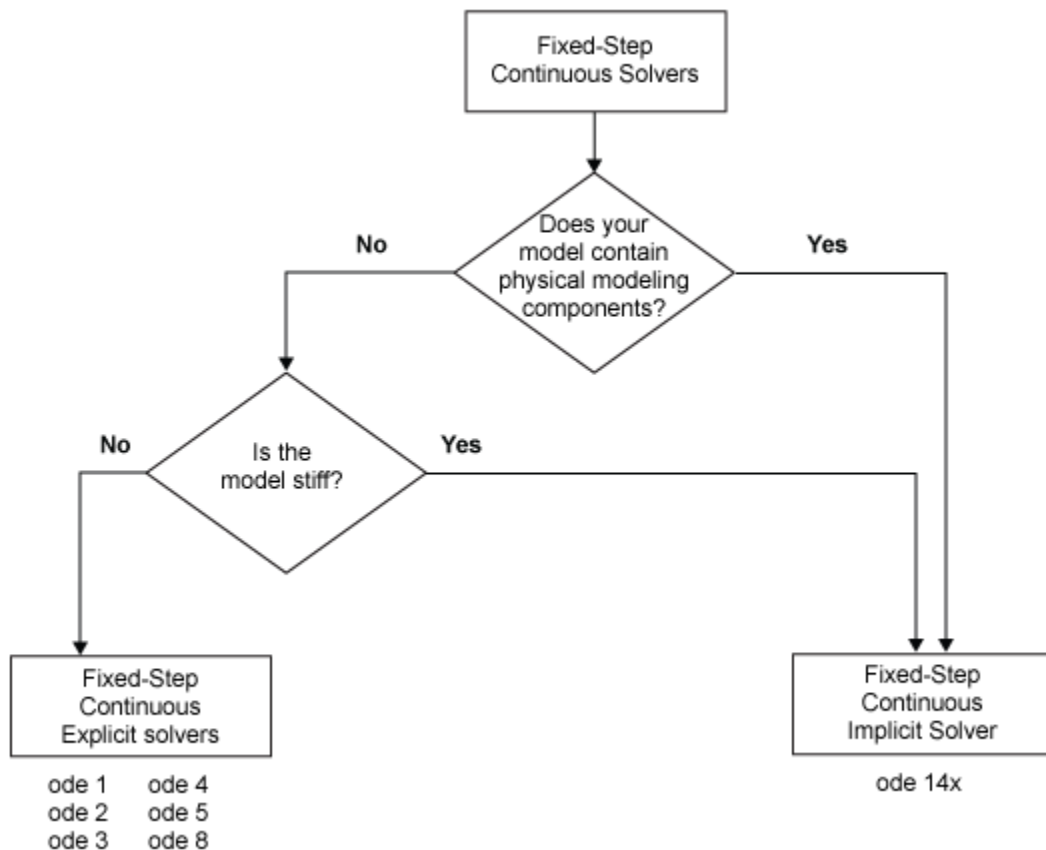 Fixed-Step
Continuous Solvers
Does your
model contain
physical modeling
components?
No
Yes
Is the
model stiff?
No
Yes
Fixed-Step
Continuous
Explicit solvers
ode 1 ode 4
ode 2 ode 5
ode 3 ode 8
Fixed-Step
Continuous
Implicit Solver
ode 14x